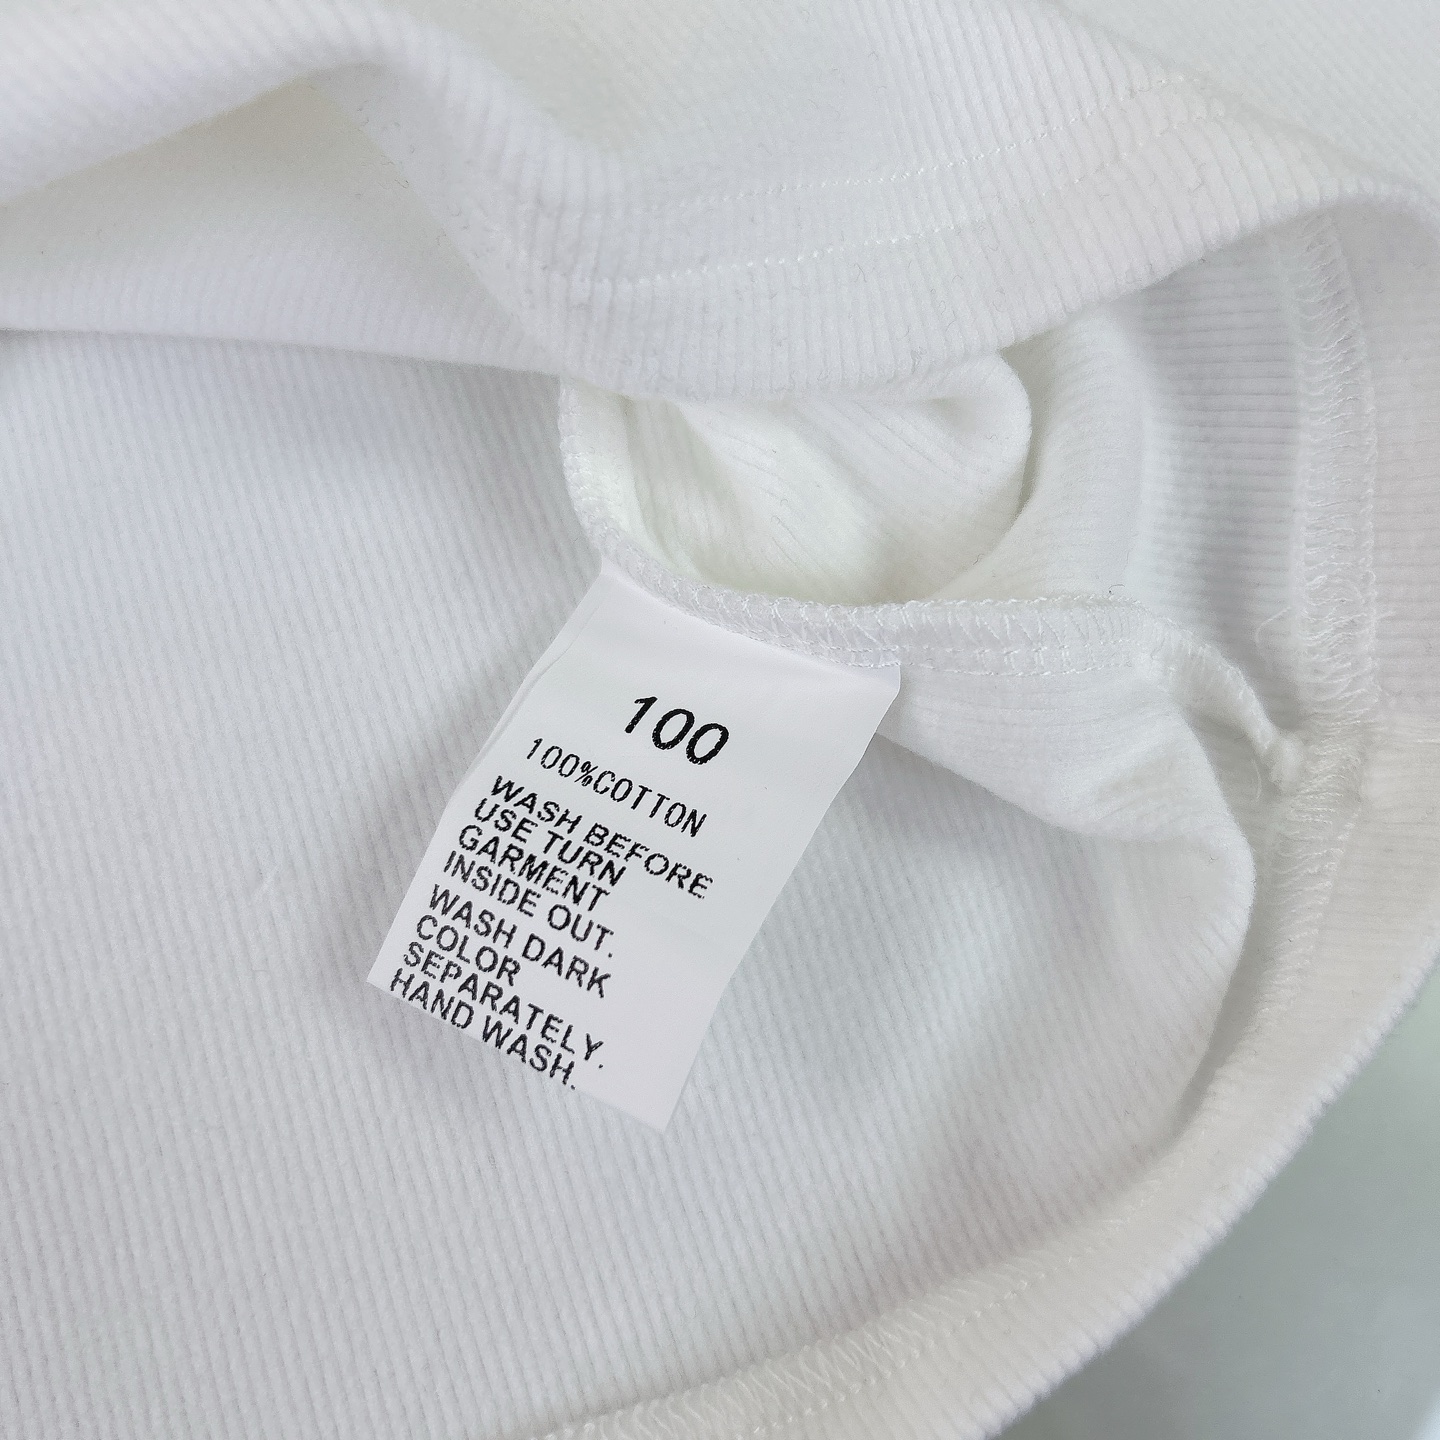 100
100%COTTON
WASH BEFORE
USE TURN
GARMENT
INSIDE OUT.
WASH DARK
COLOR
SEPARATELY.
HAND WASH.